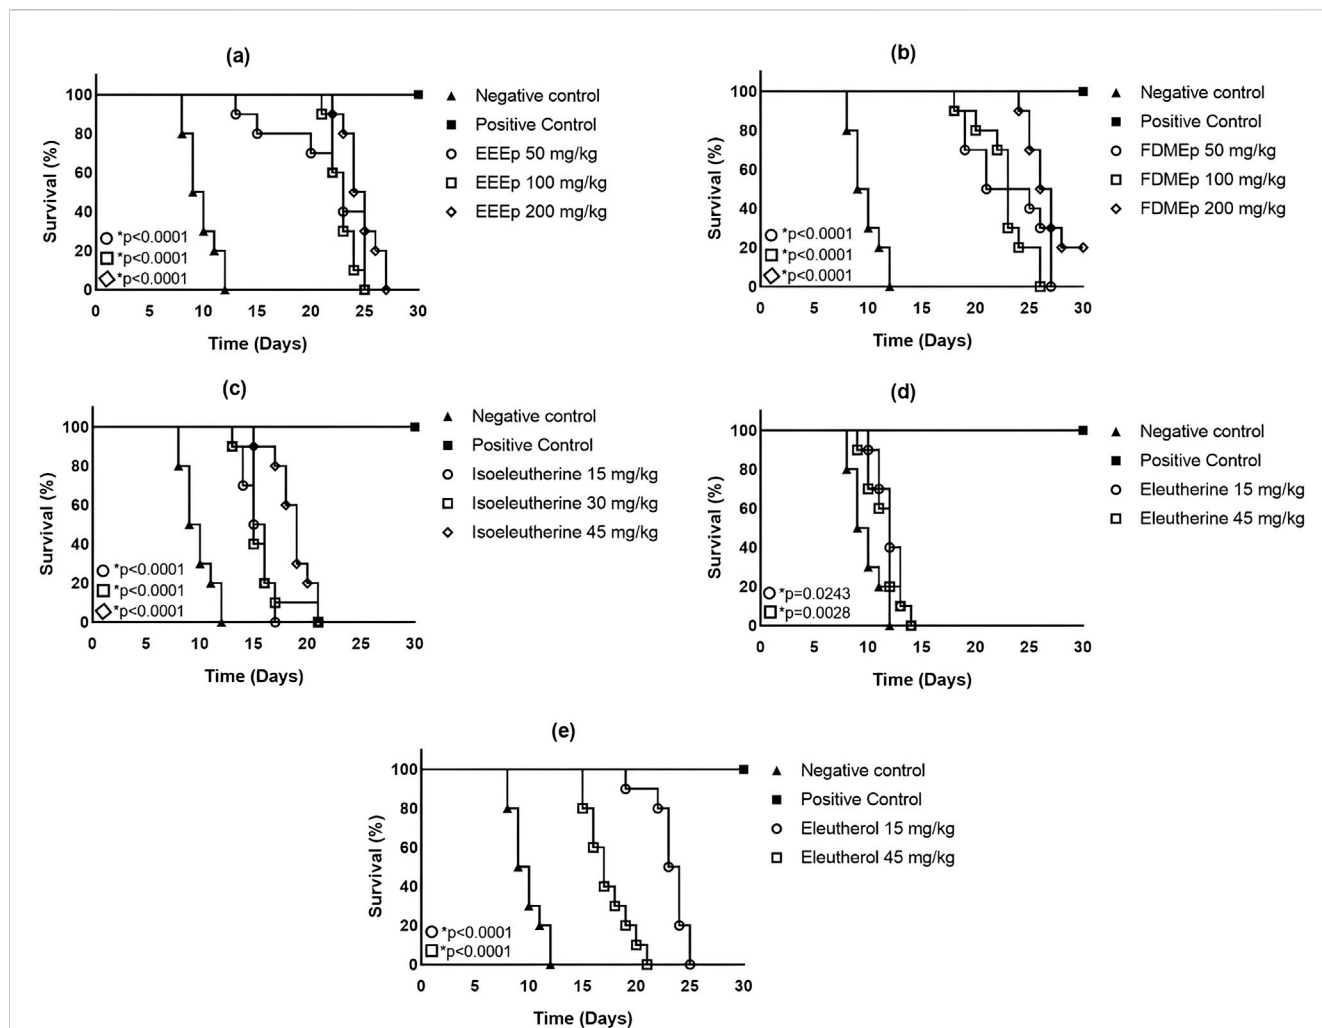 (a)
Survival (%)
100
80
60
40
20
0
*p<0.0001
*p<0.0001
*p<0.0001
0 5 10 15 20 25 30
Time (Days)
Negative control
Positive Control
EEEp 50 mg/kg
EEEp 100 mg/kg
EEEp 200 mg/kg
(b)
Survival (%)
100
80
60
40
20
0
*p<0.0001
*p<0.0001
*p<0.0001
0 5 10 15 20 25 30
Time (Days)
Negative control
Positive Control
FDMEp 50 mg/kg
FDMEp 100 mg/kg
FDMEp 200 mg/kg
(c)
Survival (%)
100
80
60
40
20
0
*p<0.0001
*p<0.0001
*p<0.0001
0 5 10 15 20 25 30
Time (Days)
Negative control
Positive Control
Isoeleutherine 15 mg/kg
Isoeleutherine 30 mg/kg
Isoeleutherine 45 mg/kg
(d)
Survival (%)
100
80
60
40
20
0
*p=0.0243
*p=0.0028
0 5 10 15 20 25 30
Time (Days)
Negative control
Positive Control
Eleutherine 15 mg/kg
Eleutherine 45 mg/kg
(e)
Survival (%)
100
80
60
40
20
0
*p<0.0001
*p<0.0001
0 5 10 15 20 25 30
Time (Days)
Negative control
Positive Control
Eleutherol 15 mg/kg
Eleutherol 45 mg/kg